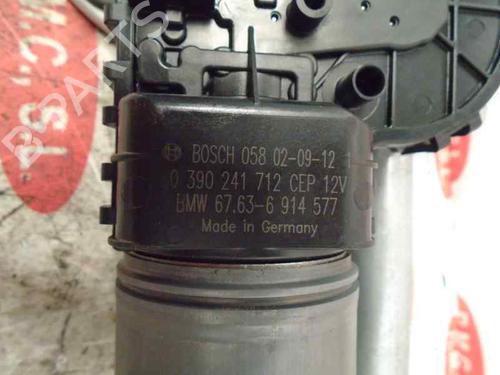 BOSCH 058 02-09-12 1
0 390 241 712 CEP 12V
BMW 67.63-6 914 577
Made in Germany